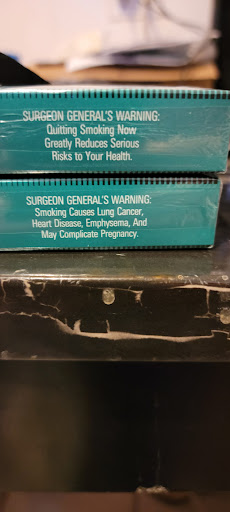 SURGEON GENERAL'S WARNING:
Quitting Smoking Now
Greatly Reduces Serious
Risks to Your Health.
SURGEON GENERAL'S WARNING:
Smoking Causes Lung Cancer,
Heart Disease, Emphysema, And
May Complicate Pregnancy.